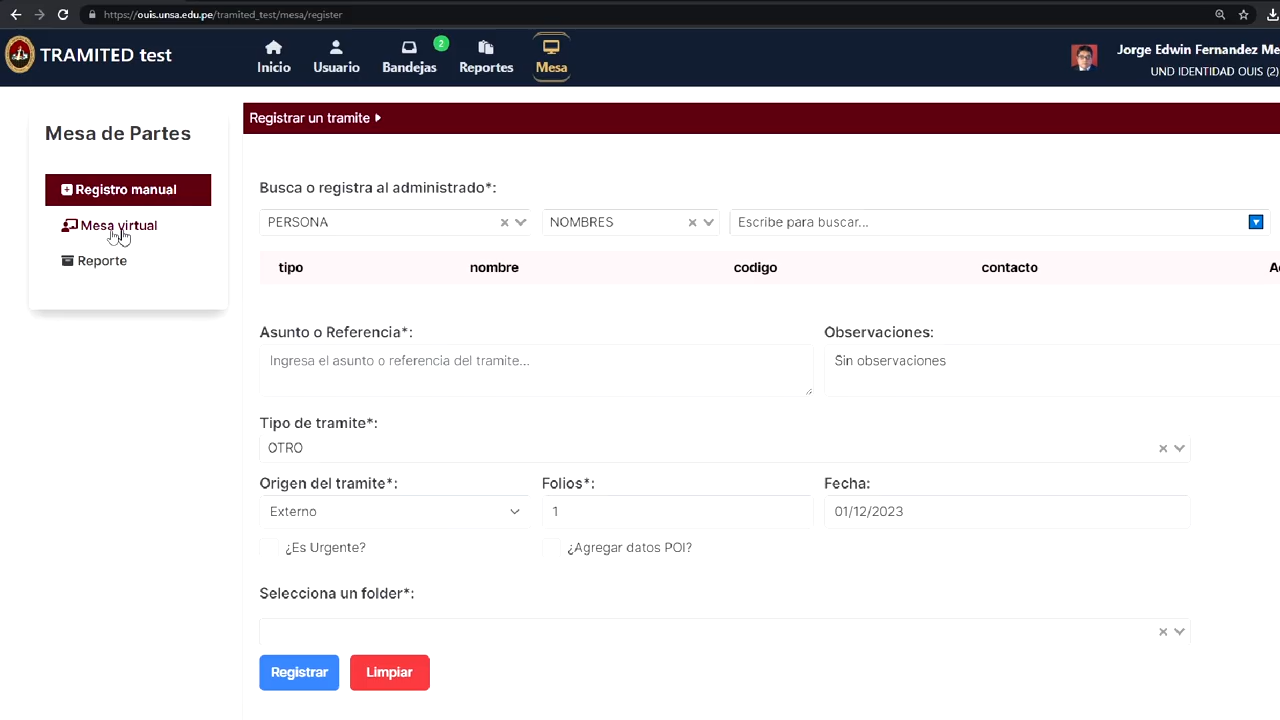 https://ouis.unsa.edu.pe/tramited_test/mesa/register
TRAMITED test
Inicio
Usuario
Bandejas
2
Reportes
Mesa
Jorge Edwin Fernandez Me
UND IDENTIDAD OUIS (2)
Mesa de Partes
Registro manual
Mesa virtual
Reporte
Registrar un tramite
Busca o registra al administrado*:
PERSONA
NOMBRES
Escribe para buscar...
tipo nombre codigo contacto
Asunto o Referencia*:
Ingresa el asunto o referencia del tramite...
Observaciones:
Sin observaciones
Tipo de tramite*:
OTRO
Origen del tramite*:
Externo
Folios*:
1
Fecha:
01/12/2023
¿Es Urgente?
¿Agregar datos POI?
Selecciona un folder*:
Registrar
Limpiar